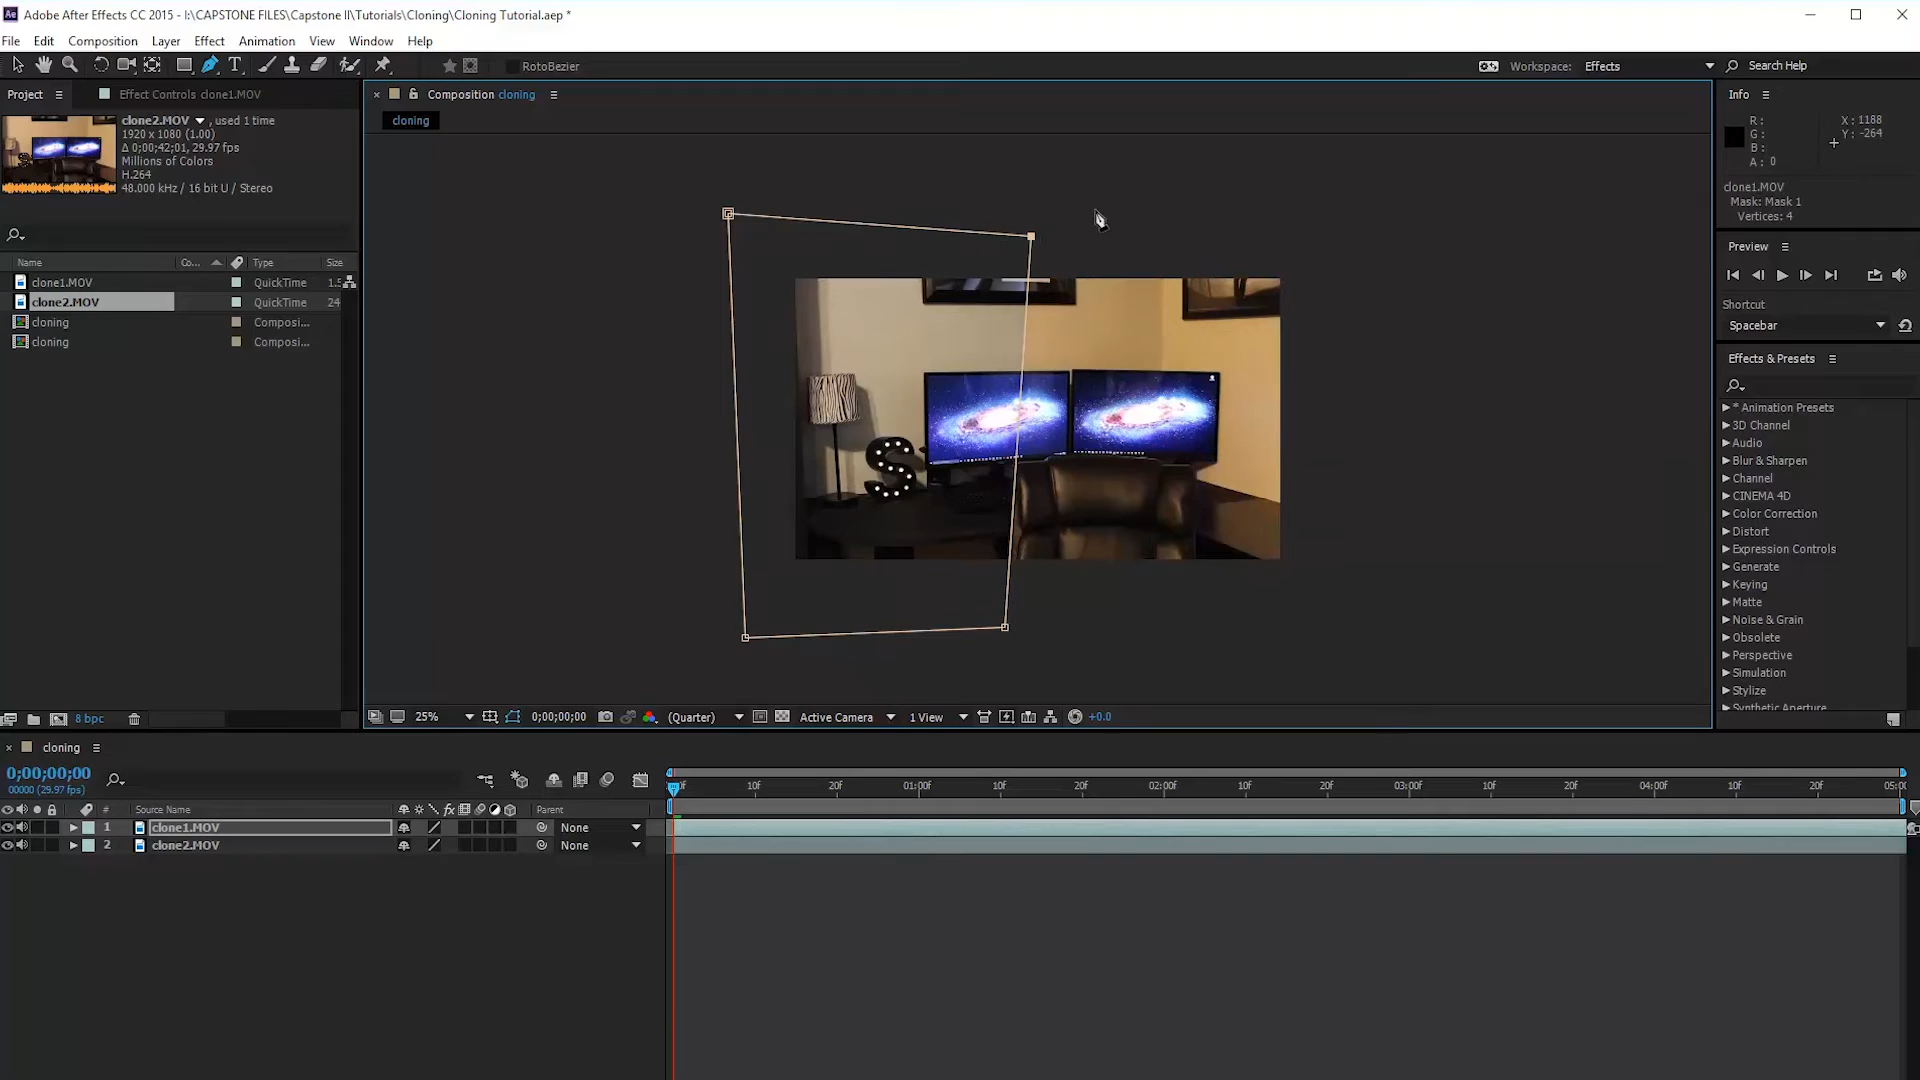 Adobe After Effects CC 2015 - I:\CAPSTONE FILES\Capstone II\Tutorials\Cloning\Cloning Tutorial.aep *
File Edit Composition Layer Effect Animation View Window Help
RotoBezier
Workspace: Effects
Search Help
Project
Effect Controls clone1.MOV
clone2.MOV , used 1 time
1920 x 1080 (1.00)
Δ 0;00;42;01, 29.97 fps
Millions of Colors
H.264
48.000 kHz / 16 bit U / Stereo
Name Co... Type Size
clone1.MOV QuickTime 1.5
clone2.MOV QuickTime 24
cloning Composi...
cloning Composi...
8 bpc
Composition cloning
cloning
S
25% 0;00;00;00 (Quarter) Active Camera 1 View +0.0
Info
R: X: 1188
G: Y: -264
B:
A: 0
clone1.MOV
Mask: Mask 1
Vertices: 4
Preview
Shortcut
Spacebar
Effects & Presets
* Animation Presets
3D Channel
Audio
Blur & Sharpen
Channel
CINEMA 4D
Color Correction
Distort
Expression Controls
Generate
Keying
Matte
Noise & Grain
Obsolete
Perspective
Simulation
Stylize
Synthetic Aperture
cloning
0;00;00;00
00000 (29.97 fps)
# Source Name fx Parent
1 clone1.MOV None
2 clone2.MOV None
10f 20f 01:00f 10f 20f 02:00f 10f 20f 03:00f 10f 20f 04:00f 10f 20f